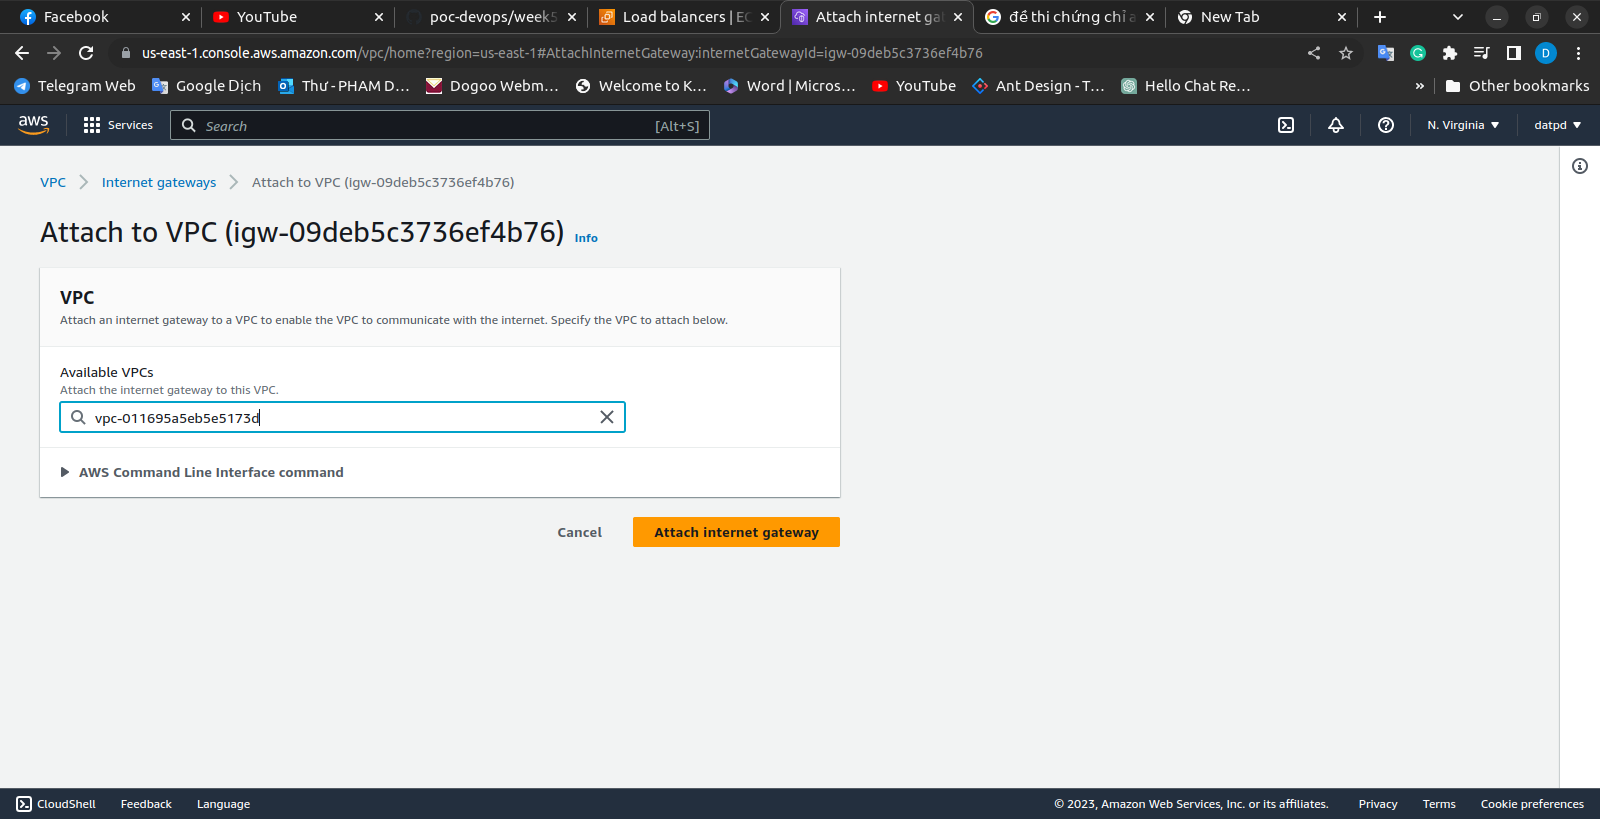 Facebook
YouTube
poc-devops/week5
Load balancers | EC
Attach internet ga
đề thi chứng chỉ a
New Tab
us-east-1.console.aws.amazon.com/vpc/home?region=us-east-1#AttachInternetGateway:internetGatewayId=igw-09deb5c3736ef4b76
D
Telegram Web
Google Dịch
Thư - PHAM D...
Dogoo Webm...
Welcome to K...
Word | Micros...
YouTube
Ant Design - T...
Hello Chat Re...
»
Other bookmarks
aws
Services
Search
[Alt+S]
N. Virginia
datpd
VPC
Internet gateways
Attach to VPC (igw-09deb5c3736ef4b76)
Attach to VPC (igw-09deb5c3736ef4b76) Info
VPC
Attach an internet gateway to a VPC to enable the VPC to communicate with the internet. Specify the VPC to attach below.
Available VPCs
Attach the internet gateway to this VPC.
vpc-011695a5eb5e5173d
AWS Command Line Interface command
Cancel
Attach internet gateway
CloudShell
Feedback
Language
© 2023, Amazon Web Services, Inc. or its affiliates.
Privacy
Terms
Cookie preferences